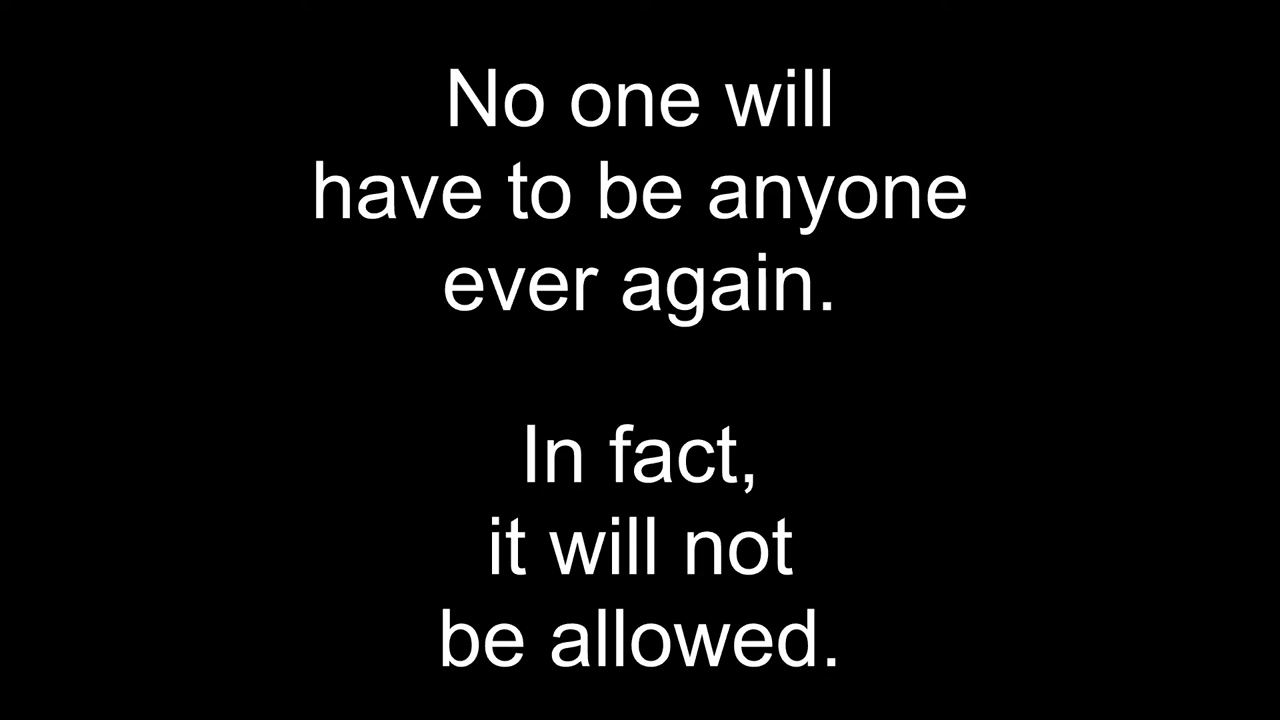 No one will
have to be anyone
ever again.
In fact,
it will not
be allowed.